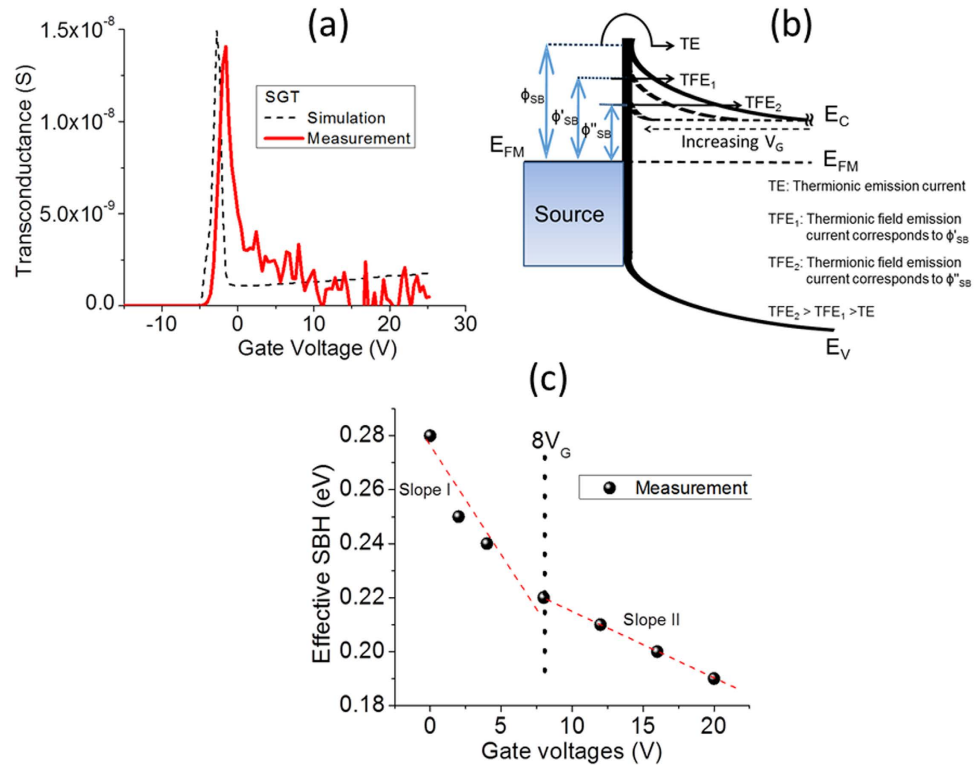 (a)
1.5x10⁻⁸
1.0x10⁻⁸
5.0x10⁻⁹
0.0
Transconductance (S)
SGT
Simulation
Measurement
-10 0 10 20 30
Gate Voltage (V)
(b)
TE
TFE₁
TFE₂
ϕSB
ϕ'SB
ϕ"SB
EC
Increasing VG
EFM
EFM
Source
TE: Thermionic emission current
TFE₁: Thermionic field emission
current corresponds to ϕ'SB
TFE₂: Thermionic field emission
current corresponds to ϕ"SB
TFE₂ > TFE₁ >TE
EV
(c)
0.28
0.26
0.24
0.22
0.20
0.18
Effective SBH (eV)
8VG
Measurement
Slope I
Slope II
0 5 10 15 20
Gate voltages (V)